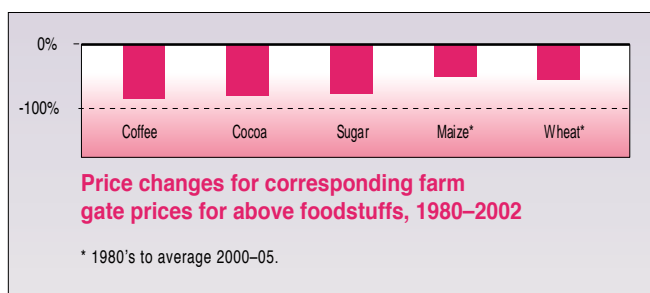 0%
-100%
Coffee Cocoa Sugar Maize* Wheat*
Price changes for corresponding farm
gate prices for above foodstuffs, 1980–2002
* 1980's to average 2000–05.